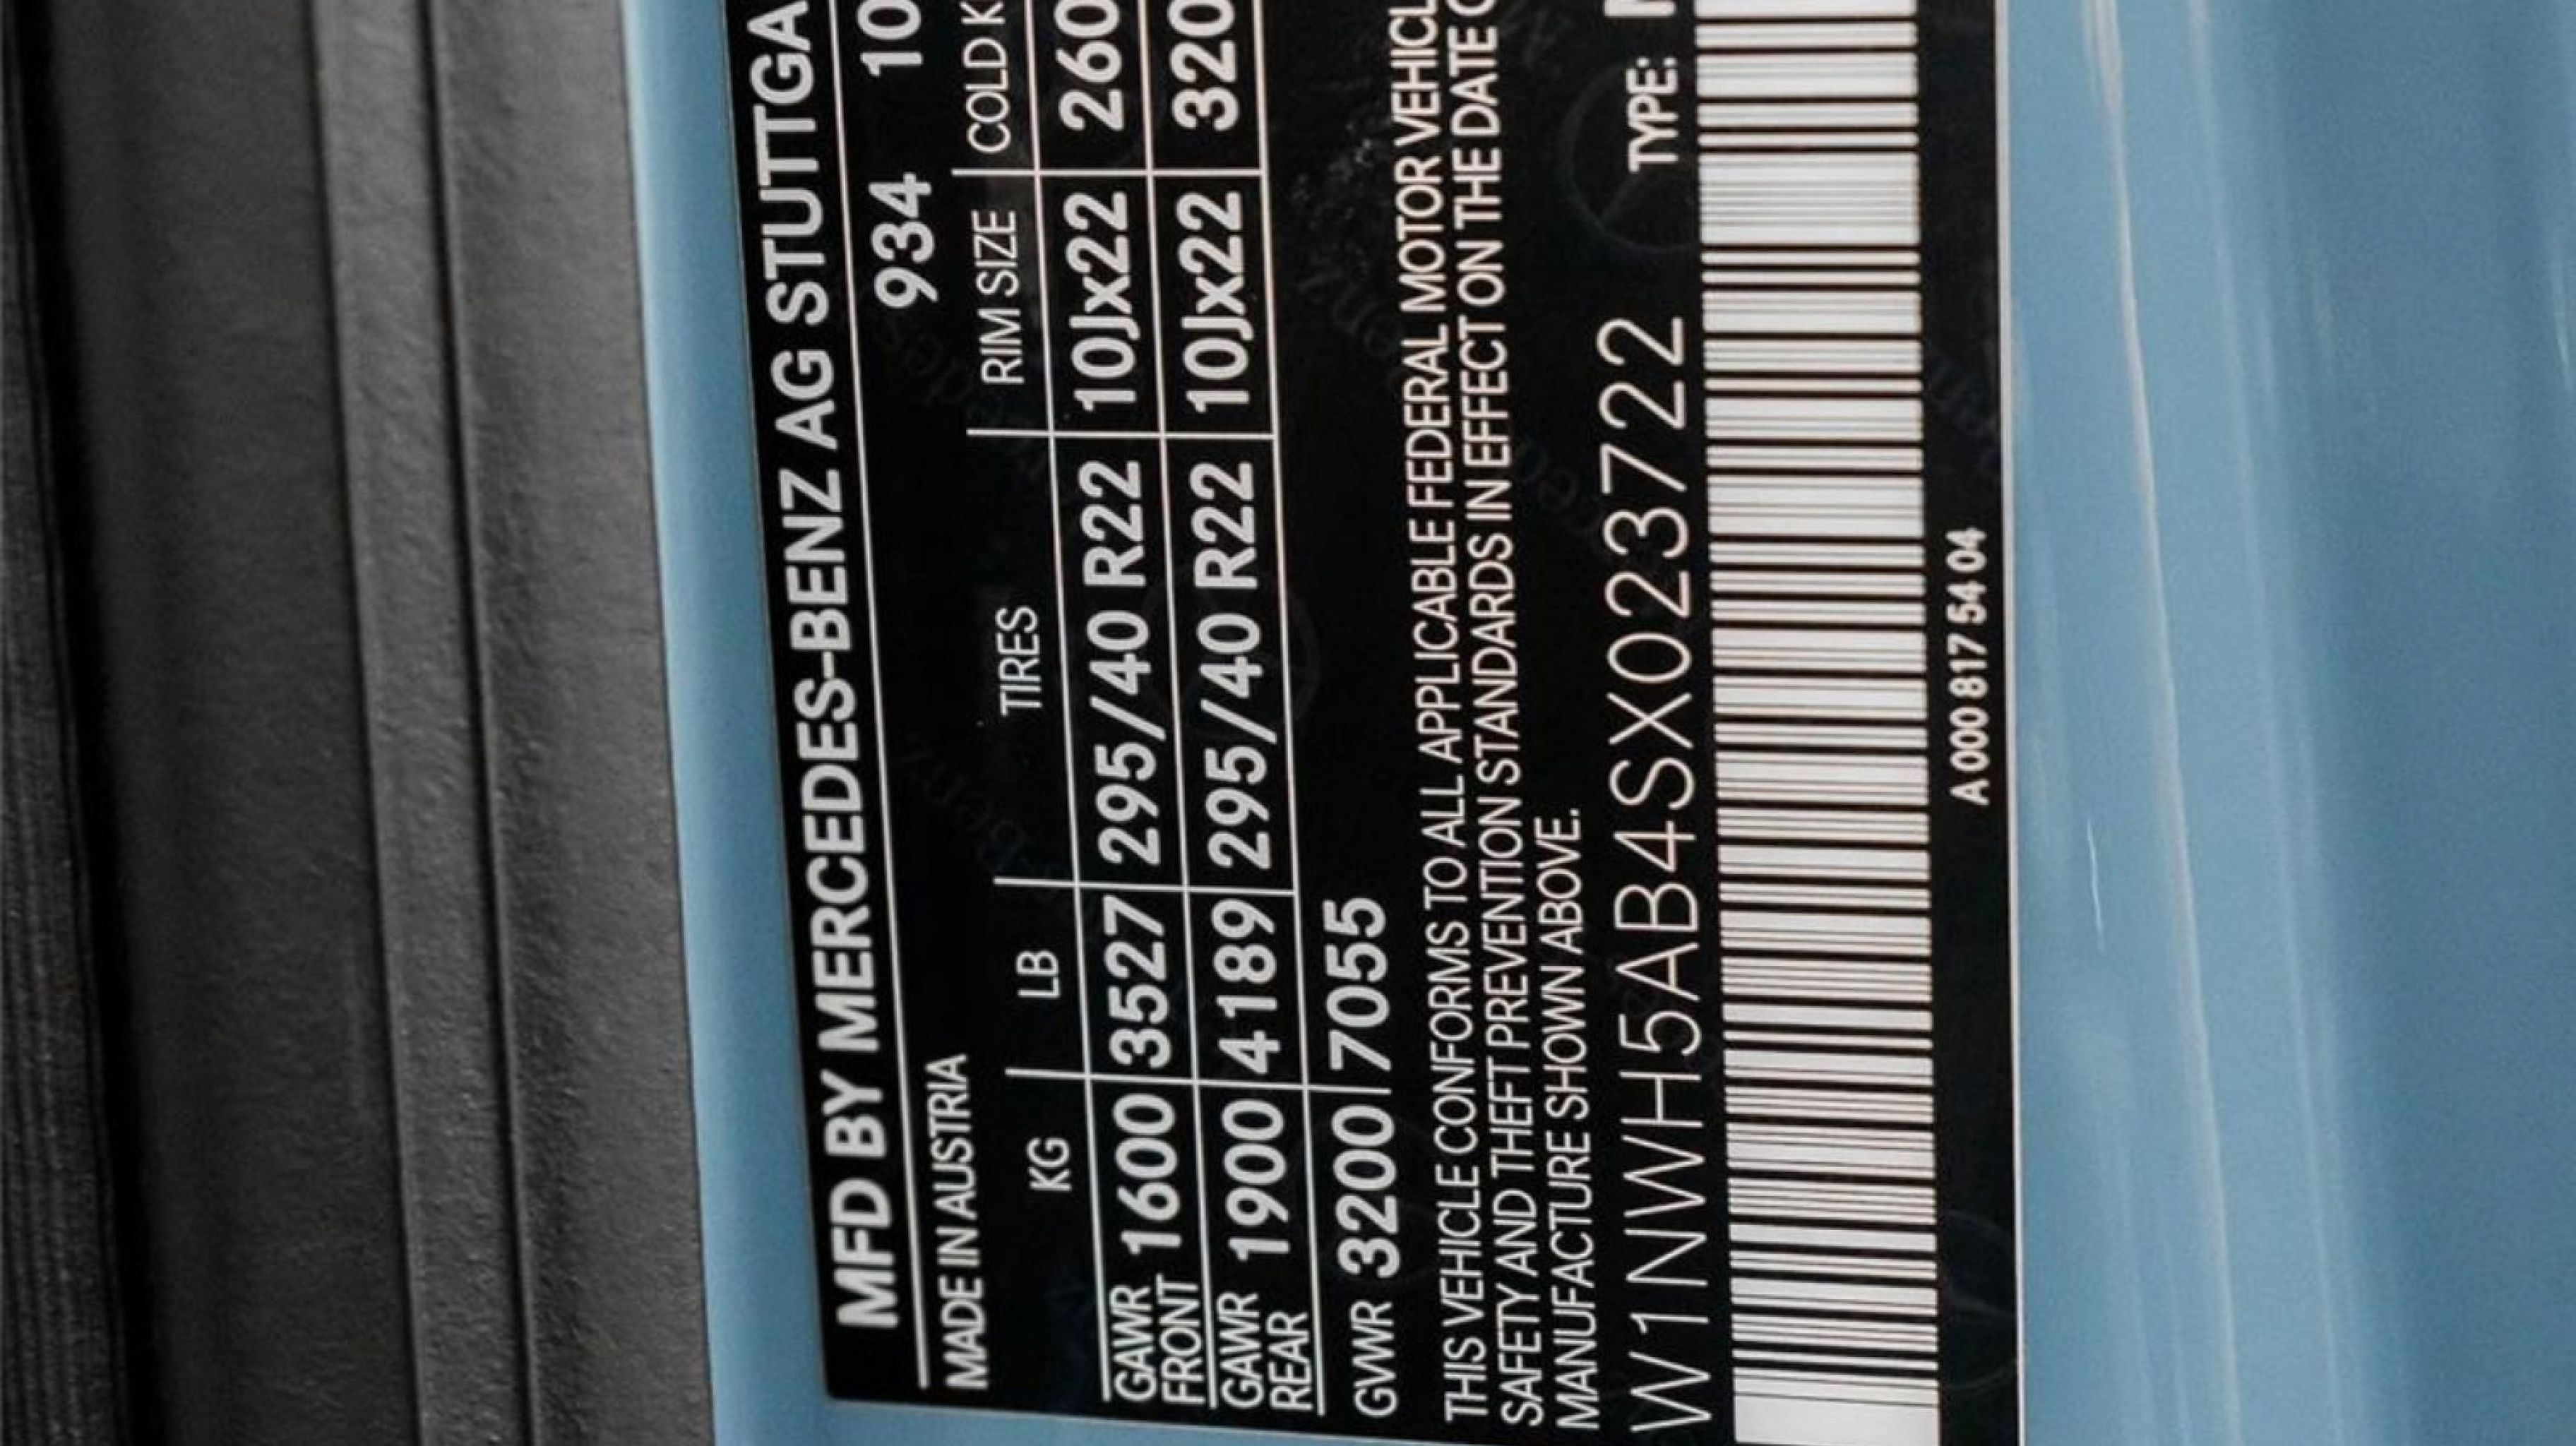 MFD BY MERCEDES-BENZ AG STUTTGA
934 10
MADE IN AUSTRIA
KG LB TIRES RIM SIZE COLD K
GAWR FRONT 1600 3527 295/40 R22 10Jx22 260
GAWR REAR 1900 4189 295/40 R22 10Jx22 320
GVWR 3200 7055
THIS VEHICLE CONFORMS TO ALL APPLICABLE FEDERAL MOTOR VEHICL
SAFETY AND THEFT PREVENTION STANDARDS IN EFFECT ON THE DATE O
MANUFACTURE SHOWN ABOVE.
W1NWH5AB4SX023722 TYPE:
A 000 817 54 04